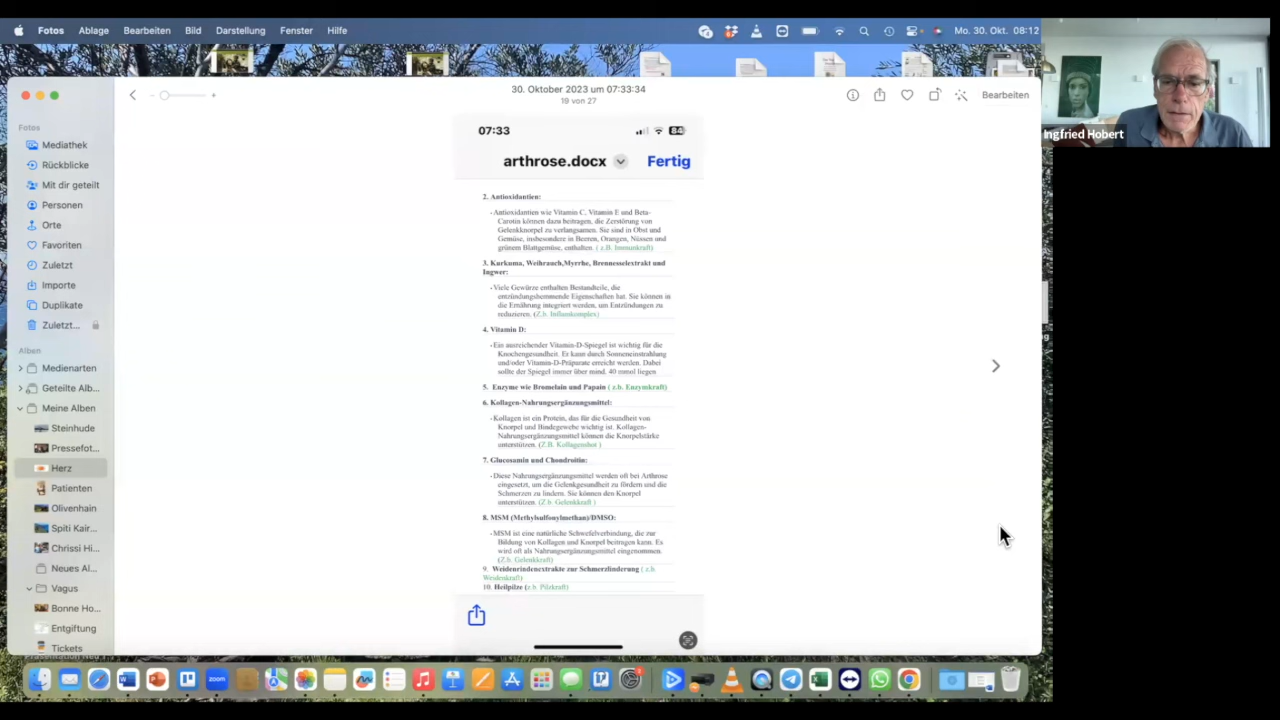 Fotos Ablage Bearbeiten Bild Darstellung Fenster Hilfe
Mo. 30. Okt. 08:12
Ingfried Hobert
30. Oktober 2023 um 07:33:34
19 von 27
Bearbeiten
Fotos
Mediathek
Rückblicke
Mit dir geteilt
Personen
Orte
Favoriten
Zuletzt
Importe
Duplikate
Zuletzt...
Alben
Medienarten
Geteilte Alb...
Meine Alben
Steinhude
Pressefot...
Herz
Patienten
Olivenhain
Spiti Kair...
Chrissi Hi...
Neues Al...
Vagus
Bonne Ho...
Entgiftung
Tickets
07:33
84
arthrose.docx
Fertig
2. Antioxidantien:
- Antioxidantien wie Vitamin C, Vitamin E und Beta-
Carotin können dazu beitragen, die Zerstörung von
Gelenkknorpel zu verlangsamen. Sie sind in Obst und
Gemüse, insbesondere in Beeren, Orangen, Nüssen und
grünem Blattgemüse, enthalten. ( z.B. Immunkraft)
3. Kurkuma, Weihrauch,Myrrhe, Brennesselextrakt und
Ingwer:
- Viele Gewürze enthalten Bestandteile, die
entzündungshemmende Eigenschaften hat. Sie können in
die Ernährung integriert werden, um Entzündungen zu
reduzieren. (Z.b. Inflamkomplex)
4. Vitamin D:
- Ein ausreichender Vitamin-D-Spiegel ist wichtig für die
Knochengesundheit. Er kann durch Sonneneinstrahlung
und/oder Vitamin-D-Präparate erreicht werden. Dabei
sollte der Spiegel immer über mind. 40 mmol liegen
5. Enzyme wie Bromelain und Papain ( z.b. Enzymkraft)
6. Kollagen-Nahrungsergänzungsmittel:
- Kollagen ist ein Protein, das für die Gesundheit von
Knorpel und Bindegewebe wichtig ist. Kollagen-
Nahrungsergänzungsmittel können die Knorpelstärke
unterstützen. (Z.B. Kollagenshot )
7. Glucosamin und Chondroitin:
- Diese Nahrungsergänzungsmittel werden oft bei Arthrose
eingesetzt, um die Gelenkgesundheit zu fördern und die
Schmerzen zu lindern. Sie können den Knorpel
unterstützen. (Z.b. Gelenkkraft )
8. MSM (Methylsulfonylmethan)/DMSO:
- MSM ist eine natürliche Schwefelverbindung, die zur
Bildung von Kollagen und Knorpel beitragen kann. Es
wird oft als Nahrungsergänzungsmittel eingenommen.
(Z.b. Gelenkkraft)
9. Weidenrindenextrakte zur Schmerzlinderung ( z.b
Weidenkraft)
10. Heilpilze (z.b. Pilzkraft)
zoom